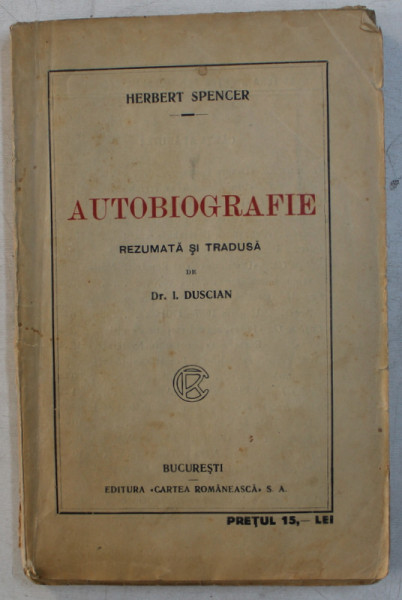 HERBERT SPENCER
AUTOBIOGRAFIE
REZUMATĂ ŞI TRADUSĂ
DE
Dr. I. DUSCIAN
CR
BUCUREŞTI
EDITURA «CARTEA ROMÂNEASCĂ» S. A.
PREŢUL 15,— LEI